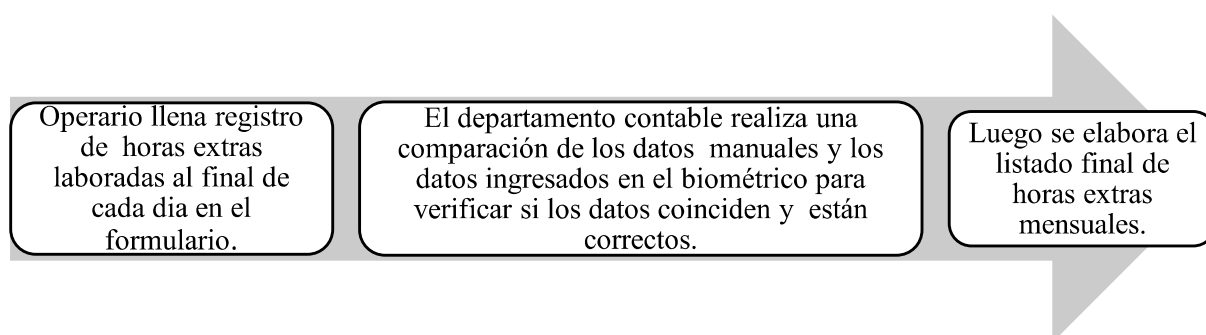 Operario llena registro
de horas extras
laboradas al final de
cada dia en el
formulario.
El departamento contable realiza una
comparación de los datos manuales y los
datos ingresados en el biométrico para
verificar si los datos coinciden y están
correctos.
Luego se elabora el
listado final de
horas extras
mensuales.